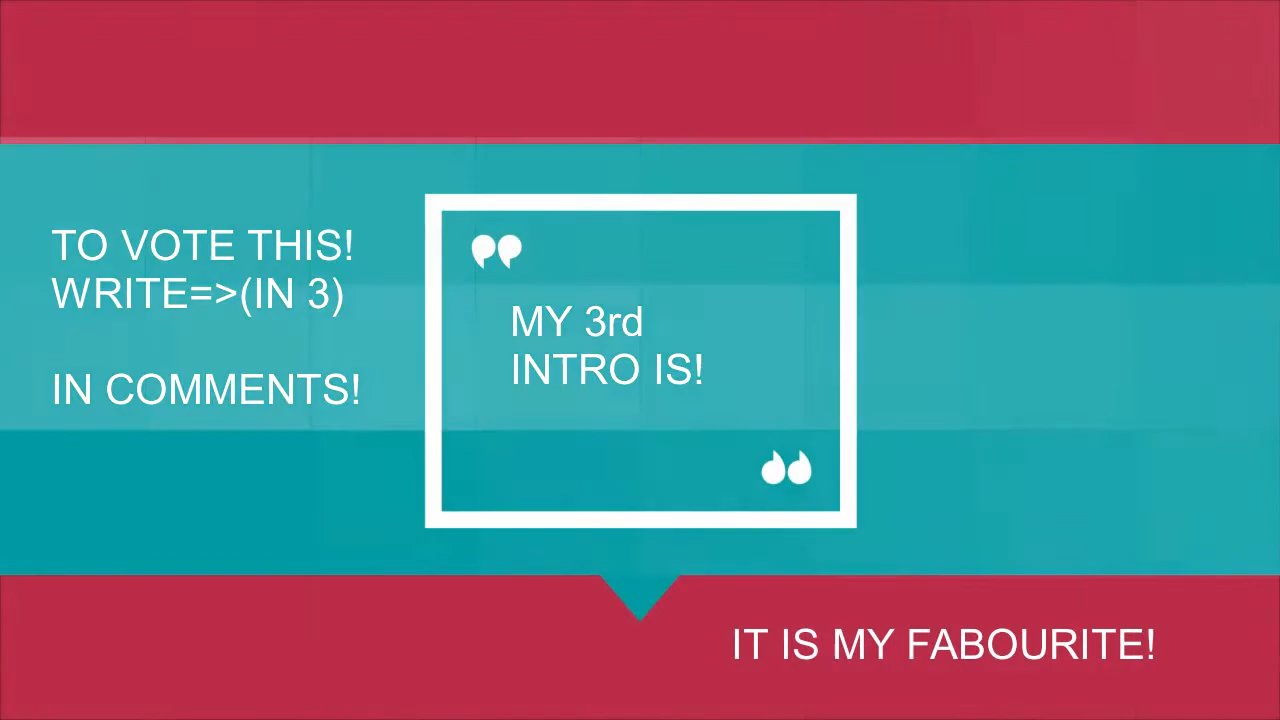 TO VOTE THIS!
WRITE=>(IN 3)
IN COMMENTS!
MY 3rd
INTRO IS!
IT IS MY FABOURITE!